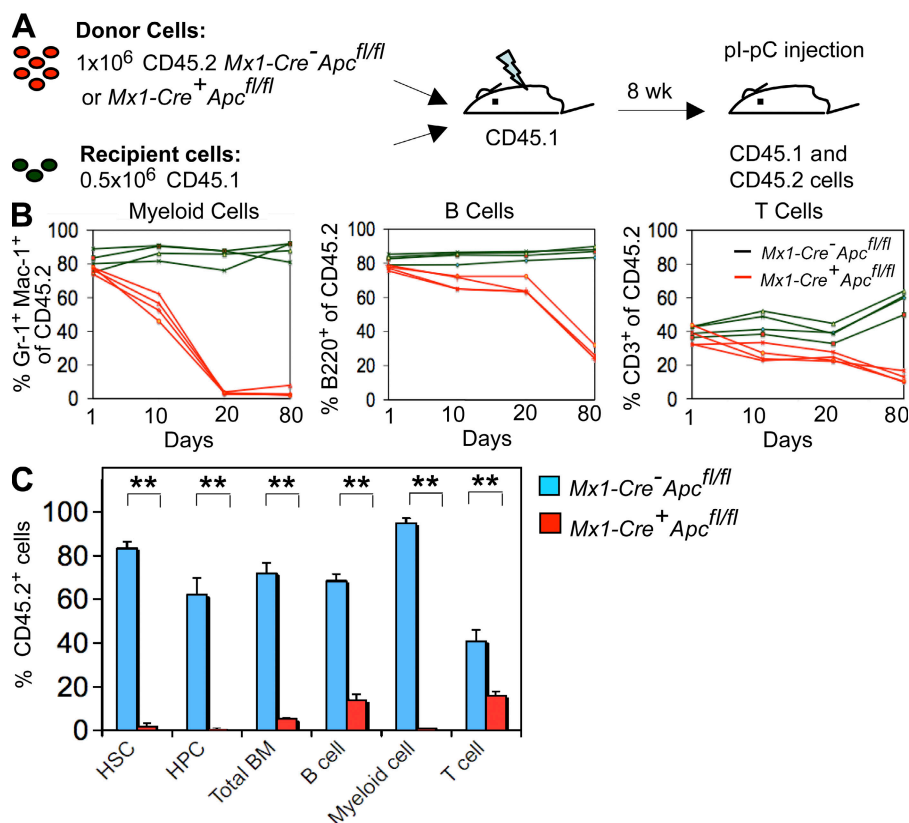 A
Donor Cells:
1x10⁶ CD45.2 Mx1-Cre⁻Apc^fl/fl
or Mx1-Cre⁺Apc^fl/fl
Recipient cells:
0.5x10⁶ CD45.1
CD45.1
8 wk
pI-pC injection
CD45.1 and
CD45.2 cells
B
Myeloid Cells
% Gr-1⁺ Mac-1⁺
of CD45.2
100
80
60
40
20
0
1 10 20 80
Days
B Cells
% B220⁺ of CD45.2
100
80
60
40
20
0
1 10 20 80
Days
T Cells
% CD3⁺ of CD45.2
100
80
60
40
20
0
Mx1-Cre⁻Apc^fl/fl
Mx1-Cre⁺Apc^fl/fl
1 10 20 80
Days
C
% CD45.2⁺ cells
100
80
60
40
20
0
** ** ** ** ** **
HSC HPC Total BM B cell Myeloid cell T cell
Mx1-Cre⁻Apc^fl/fl
Mx1-Cre⁺Apc^fl/fl